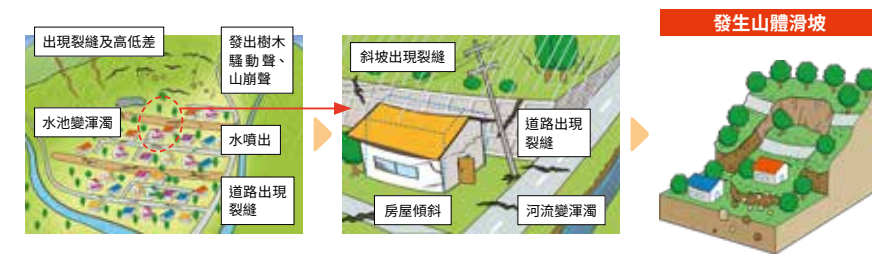 發生山體滑坡
出現裂縫及高低差
發出樹木
騷動聲、
山崩聲
水池變渾濁
水噴出
道路出現
裂縫
斜坡出現裂縫
道路出現
裂縫
房屋傾斜
河流變渾濁